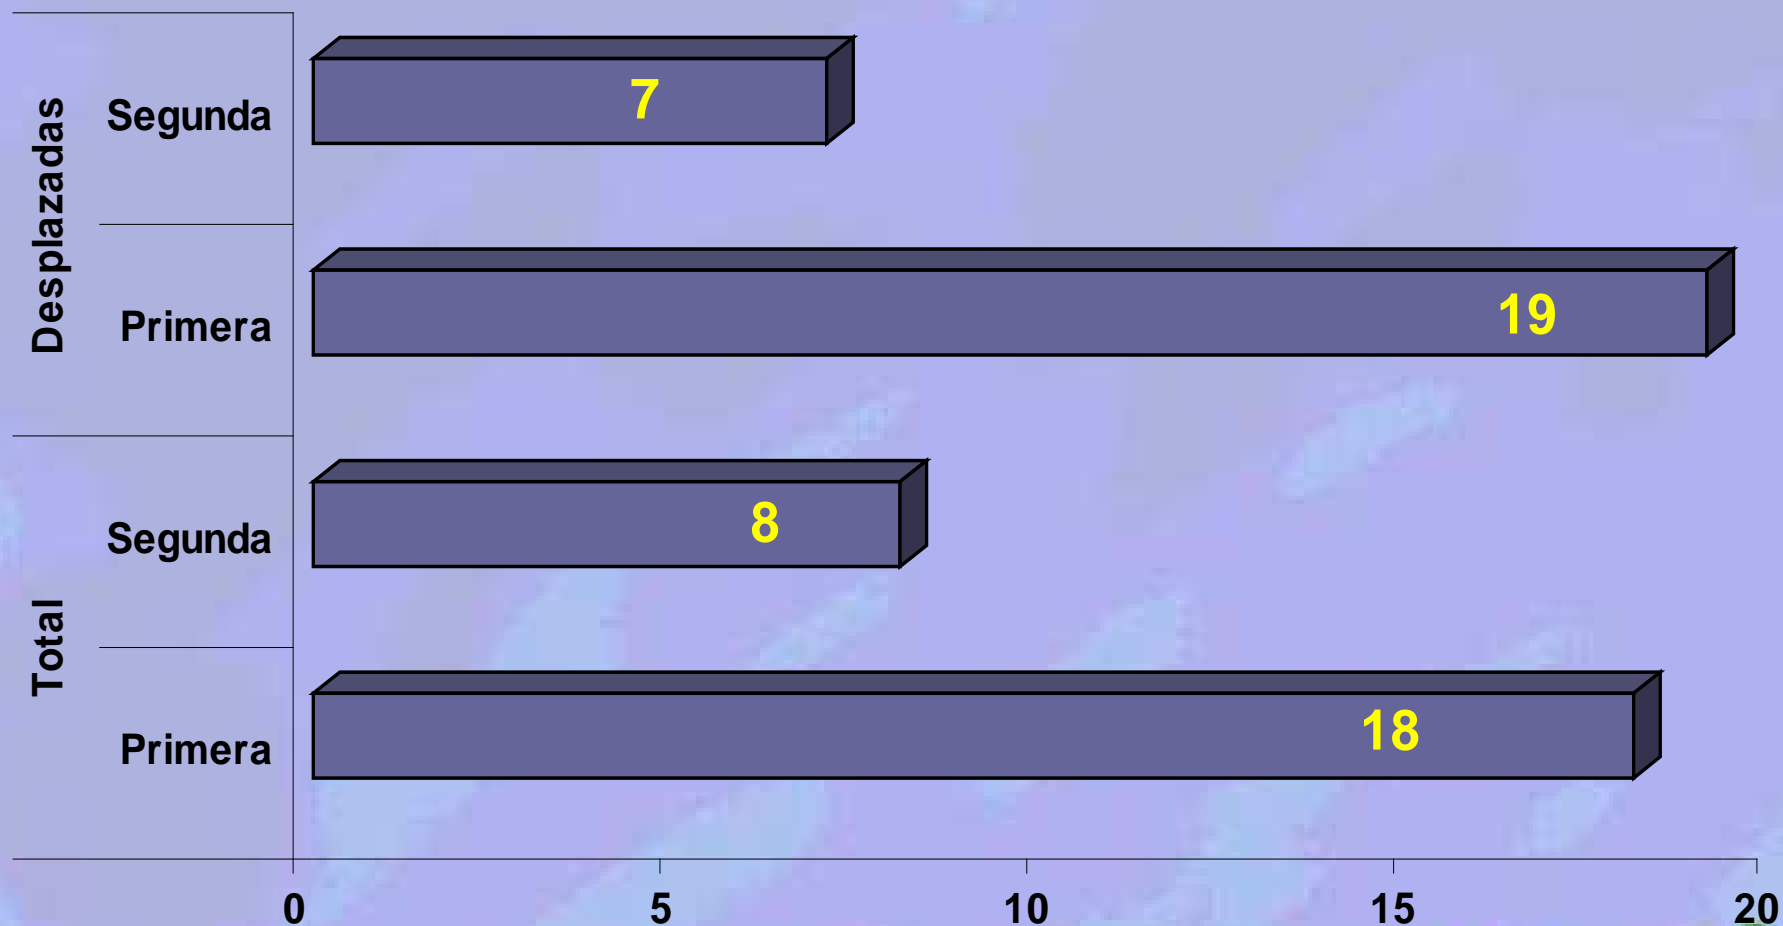 Desplazadas
Segunda
7
Primera
19
Total
Segunda
8
Primera
18
0 5 10 15 20